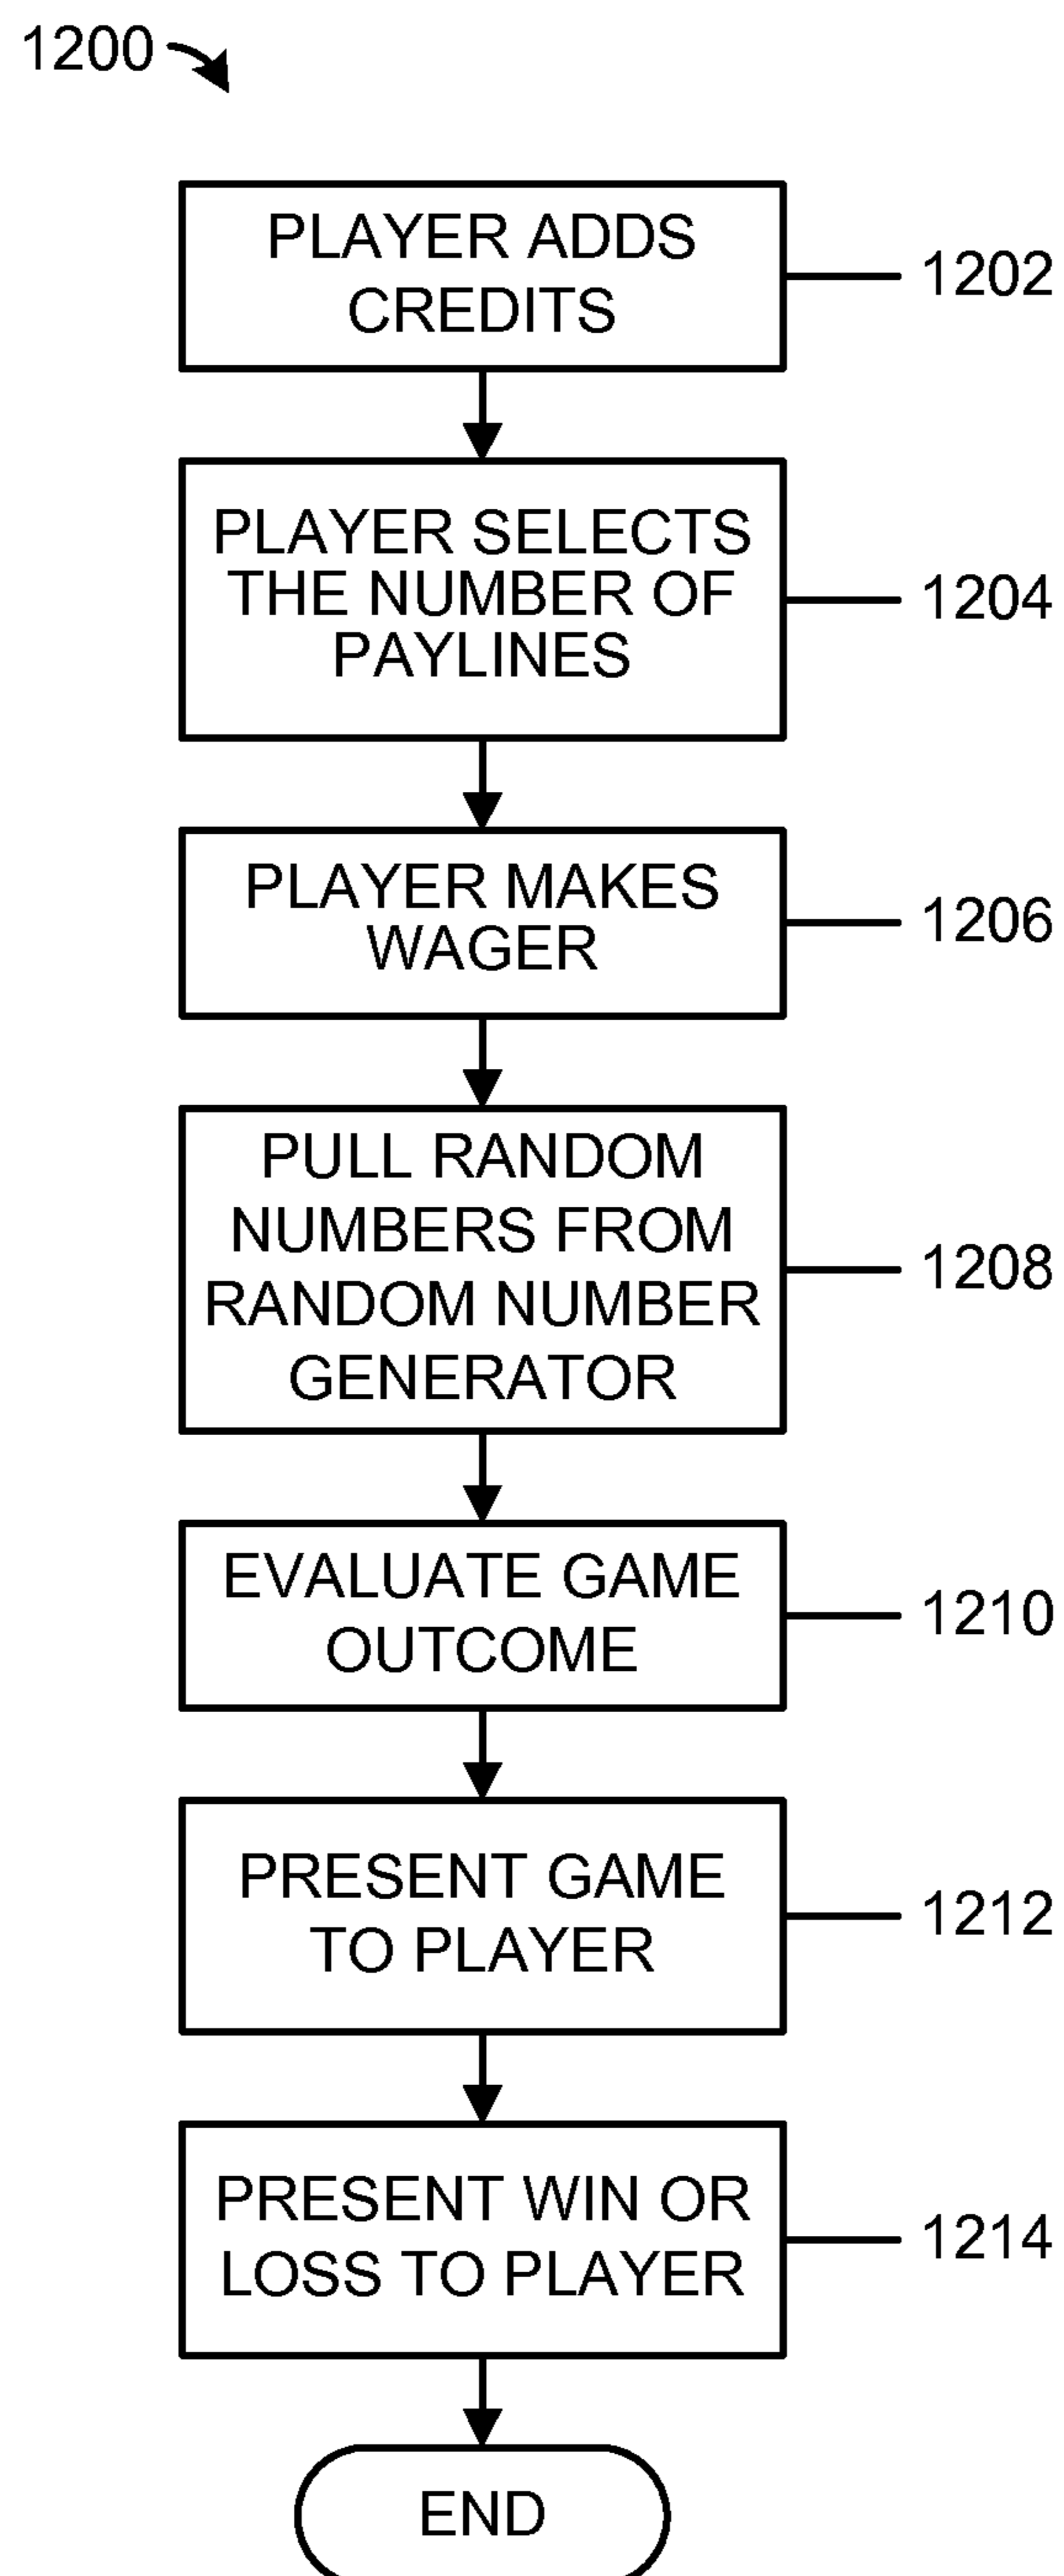 1200
PLAYER ADDS
CREDITS
1202
PLAYER SELECTS
THE NUMBER OF
PAYLINES
1204
PLAYER MAKES
WAGER
1206
PULL RANDOM
NUMBERS FROM
RANDOM NUMBER
GENERATOR
1208
EVALUATE GAME
OUTCOME
1210
PRESENT GAME
TO PLAYER
1212
PRESENT WIN OR
LOSS TO PLAYER
1214
END